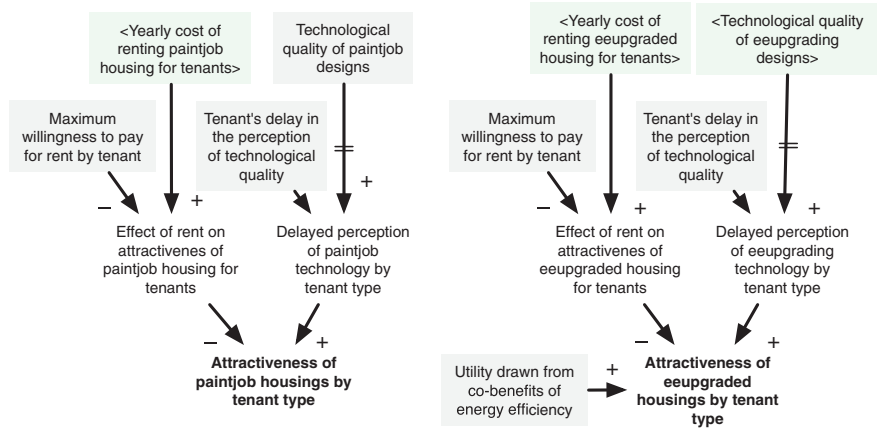 <Yearly cost of
renting paintjob
housing for tenants>
Technological
quality of paintjob
designs
Maximum
willingness to pay
for rent by tenant
Tenant's delay in
the perception
of technological
quality
−
+
+
Effect of rent on
attractivenes of
paintjob housing for
tenants
Delayed perception
of paintjob
technology by
tenant type
−
+
Attractiveness of
paintjob housings by
tenant type
<Yearly cost of
renting eeupgraded
housing for tenants>
<Technological quality
of eeupgrading
designs>
Maximum
willingness to pay
for rent by tenant
Tenant's delay in
the perception
of technological
quality
−
+
+
Effect of rent on
attractivenes of
eeupgraded housing
for tenants
Delayed perception
of eeupgrading
technology by
tenant type
−
+
Utility drawn from
co-benefits of
energy efficiency
+
Attractiveness of
eeupgraded
housings by tenant
type